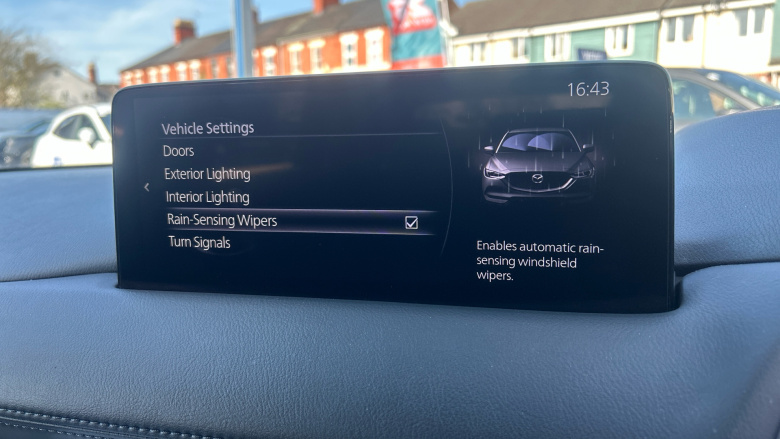 16:43
Vehicle Settings
Doors
Exterior Lighting
Interior Lighting
Rain-Sensing Wipers
Turn Signals
Enables automatic rain-
sensing windshield
wipers.